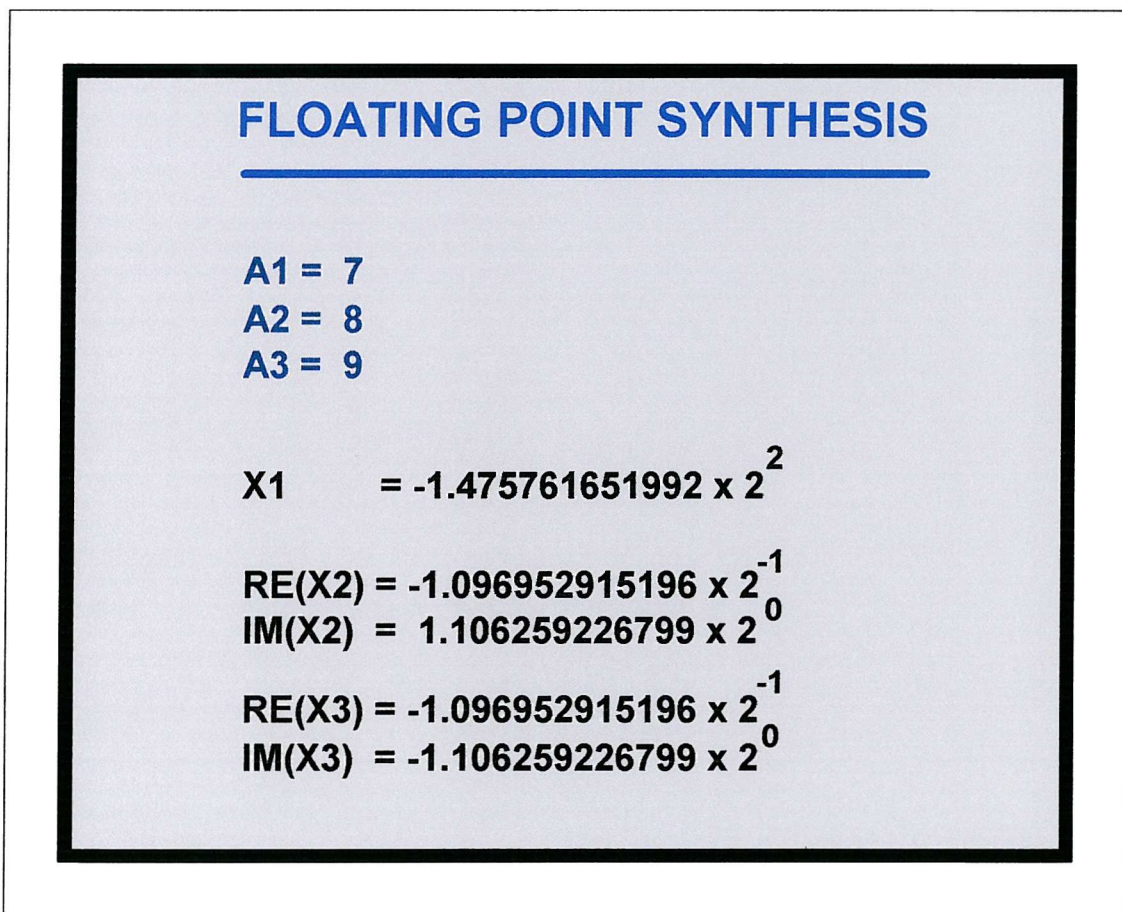 FLOATING POINT SYNTHESIS
A1 = 7
A2 = 8
A3 = 9
X1 = -1.475761651992 x 2^2
RE(X2) = -1.096952915196 x 2^-1
IM(X2) = 1.106259226799 x 2^0
RE(X3) = -1.096952915196 x 2^-1
IM(X3) = -1.106259226799 x 2^0